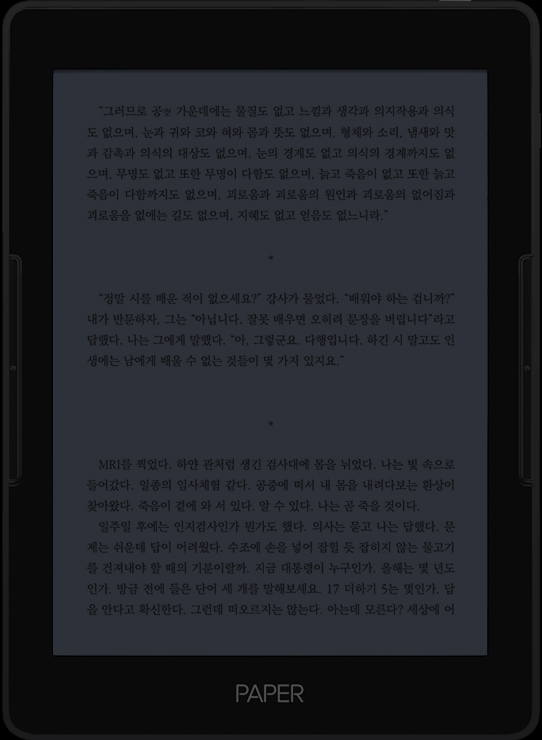 “그러므로 공空 가운데에는 물질도 없고 느낌과 생각과 의지작용과 의식
도 없으며, 눈과 귀와 코와 혀와 몸과 뜻도 없으며, 형체와 소리, 냄새와 맛
과 감촉과 의식의 대상도 없으며, 눈의 경계도 없고 의식의 경계까지도 없
으며, 무명도 없고 또한 무명이 다함도 없으며, 늙고 죽음이 없고 또한 늙고
죽음이 다함까지도 없으며, 괴로움과 괴로움의 원인과 괴로움의 없어짐과
괴로움을 없애는 길도 없으며, 지혜도 없고 얻음도 없느니라.”
*
“정말 시를 배운 적이 없으세요?” 강사가 물었다. “배워야 하는 겁니까?”
내가 반문하자, 그는 “아닙니다. 잘못 배우면 오히려 문장을 버립니다”라고
답했다. 나는 그에게 말했다. “아, 그렇군요. 다행입니다. 하긴 시 말고도 인
생에는 남에게 배울 수 없는 것들이 몇 가지 있지요.”
*
MRI를 찍었다. 하얀 관처럼 생긴 검사대에 몸을 뉘었다. 나는 빛 속으로
들어갔다. 일종의 임사체험 같다. 공중에 떠서 내 몸을 내려다보는 환상이
찾아왔다. 죽음이 곁에 와 서 있다. 알 수 있다. 나는 곧 죽을 것이다.
일주일 후에는 인지검사인가 뭔가도 했다. 의사는 묻고 나는 답했다. 문
제는 쉬운데 답이 어려웠다. 수조에 손을 넣어 잡힐 듯 잡히지 않는 물고기
를 건져내야 할 때의 기분이랄까. 지금 대통령이 누구인가. 올해는 몇 년도
인가. 방금 전에 들은 단어 세 개를 말해보세요. 17 더하기 5는 몇인가. 답
을 안다고 확신한다. 그런데 떠오르지는 않는다. 아는데 모른다? 세상에 어
PAPER